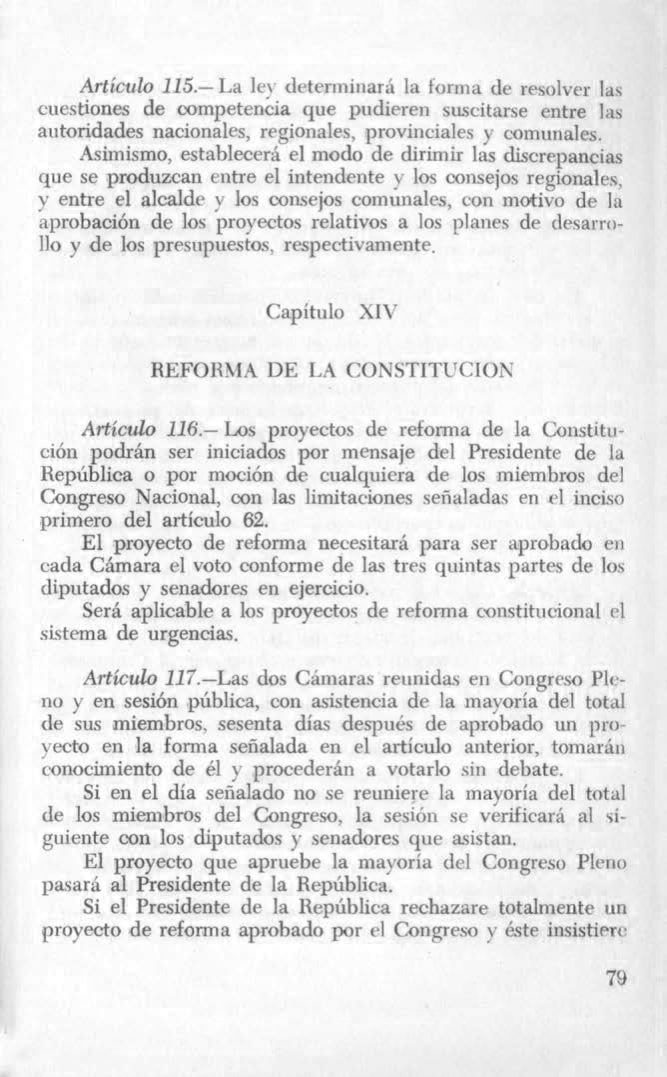 Artículo 115.— La ley determinará la forma de resolver las
cuestiones de competencia que pudieren suscitarse entre las
autoridades nacionales, regionales, provinciales y comunales.
Asimismo, establecerá el modo de dirimir las discrepancias
que se produzcan entre el intendente y los consejos regionales,
y entre el alcalde y los consejos comunales, con motivo de la
aprobación de los proyectos relativos a los planes de desarro-
llo y de los presupuestos, respectivamente.
Capítulo XIV
REFORMA DE LA CONSTITUCION
Artículo 116.— Los proyectos de reforma de la Constitu-
ción podrán ser iniciados por mensaje del Presidente de la
República o por moción de cualquiera de los miembros del
Congreso Nacional, con las limitaciones señaladas en el inciso
primero del artículo 62.
El proyecto de reforma necesitará para ser aprobado en
cada Cámara el voto conforme de las tres quintas partes de los
diputados y senadores en ejercicio.
Será aplicable a los proyectos de reforma constitucional el
sistema de urgencias.
Artículo 117.—Las dos Cámaras reunidas en Congreso Ple-
no y en sesión pública, con asistencia de la mayoría del total
de sus miembros, sesenta días después de aprobado un pro-
yecto en la forma señalada en el artículo anterior, tomarán
conocimiento de él y procederán a votarlo sin debate.
Si en el día señalado no se reuniere la mayoría del total
de los miembros del Congreso, la sesión se verificará al si-
guiente con los diputados y senadores que asistan.
El proyecto que apruebe la mayoría del Congreso Pleno
pasará al Presidente de la República.
Si el Presidente de la República rechazare totalmente un
proyecto de reforma aprobado por el Congreso y éste insistiere
79